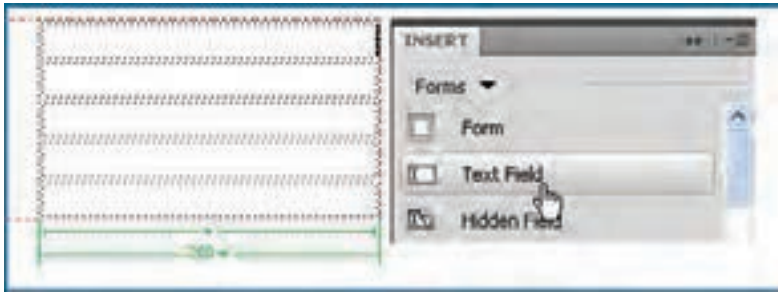 INSERT
Forms
Form
Text Field
Hidden Field